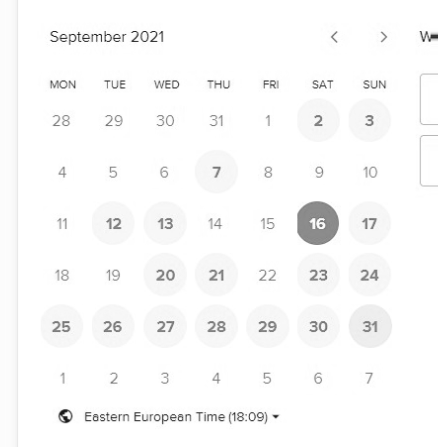 September 2021
MON TUE WED THU FRI SAT SUN
28 29 30 31 1 2 3
4 5 6 7 8 9 10
11 12 13 14 15 16 17
18 19 20 21 22 23 24
25 26 27 28 29 30 31
1 2 3 4 5 6 7
Eastern European Time (18:09)